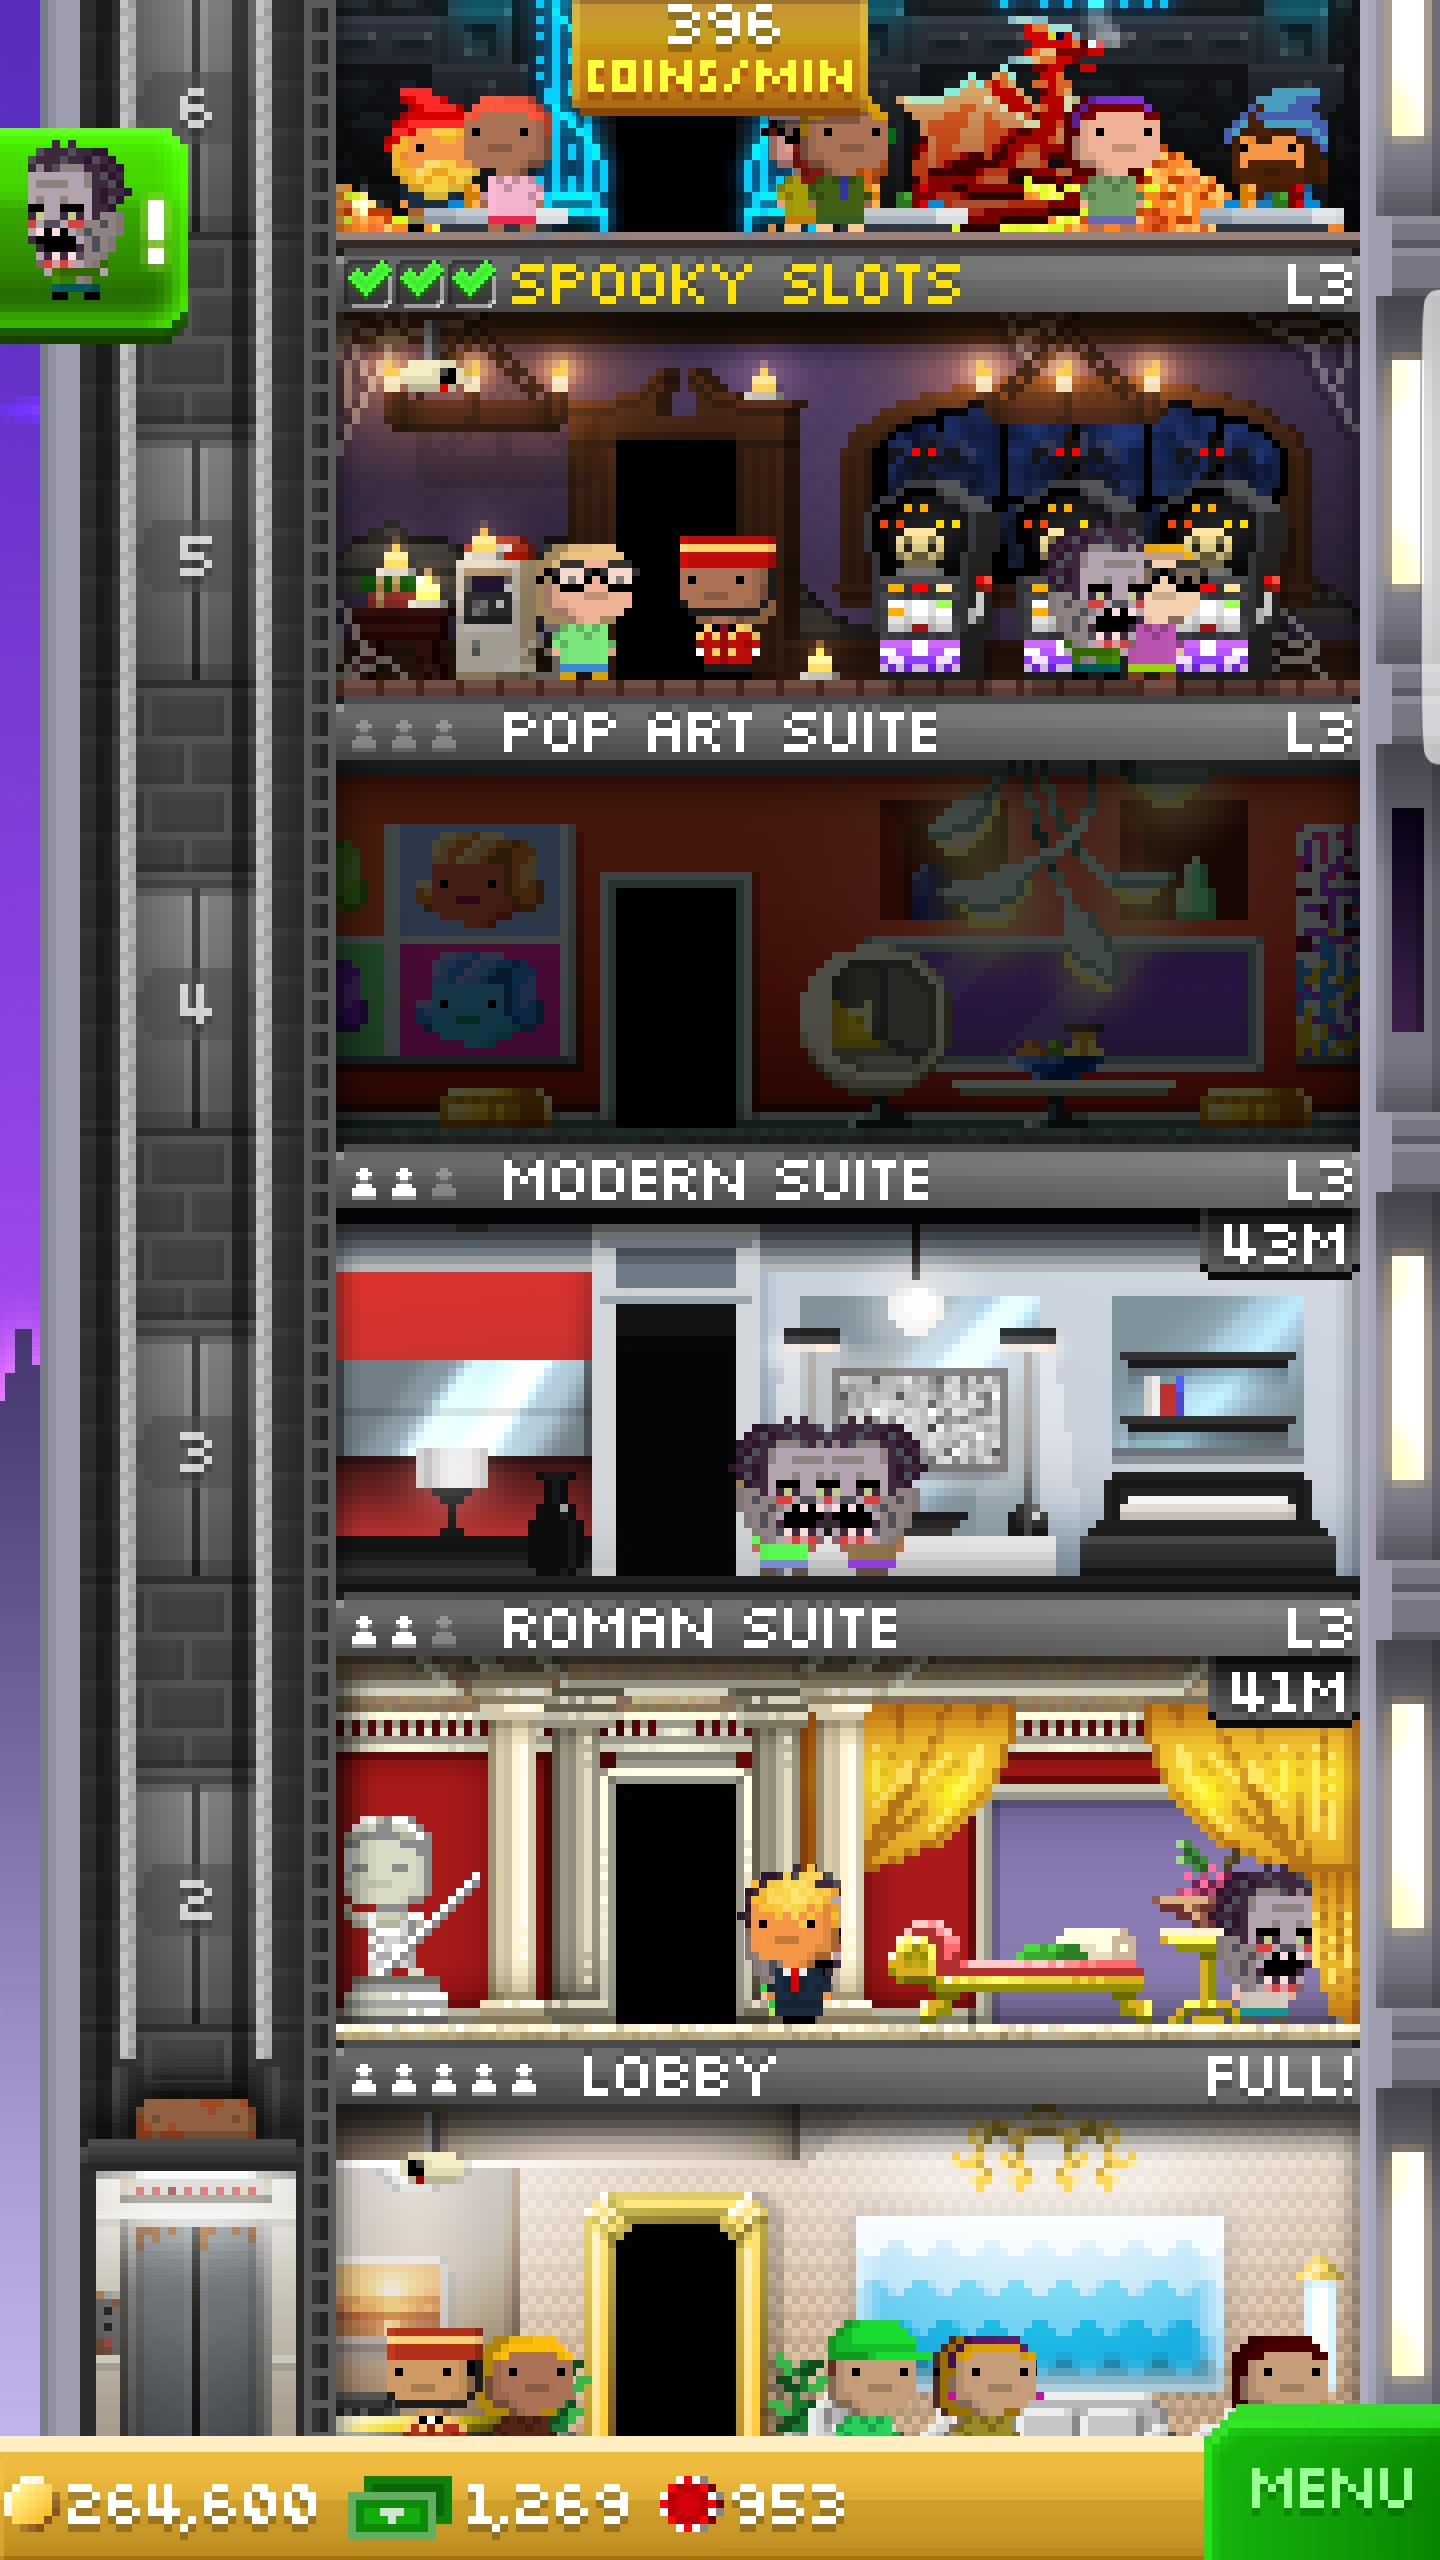 396
COINS/MIN
6
!
SPOOKY SLOTS L3
5
POP ART SUITE L3
4
MODERN SUITE L3
43M
3
ROMAN SUITE L3
41M
2
LOBBY FULL!
264,600 1,269 953
MENU